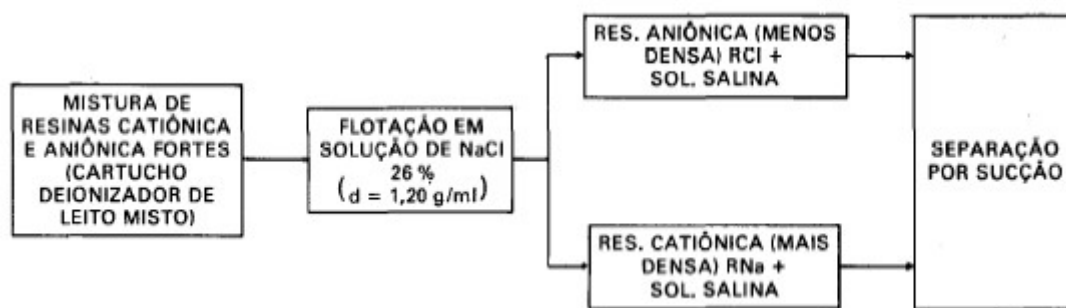 MISTURA DE
RESINAS CATIÔNICA
E ANIÔNICA FORTES
(CARTUCHO
DEIONIZADOR DE
LEITO MISTO)
FLOTAÇÃO EM
SOLUÇÃO DE NaCl
26 %
(d = 1,20 g/ml)
RES. ANIÔNICA (MENOS
DENSA) RCl +
SOL. SALINA
RES. CATIÔNICA (MAIS
DENSA) RNa +
SOL. SALINA
SEPARAÇÃO
POR SUCÇÃO